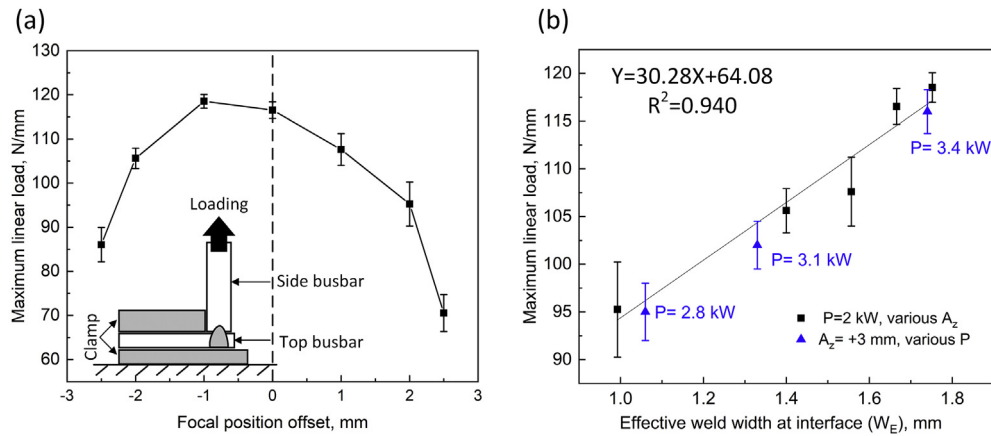 (a)
Maximum linear load, N/mm
130
120
110
100
90
80
70
60
Loading
Side busbar
Top busbar
Clamp
-3
-2
-1
0
1
2
3
Focal position offset, mm
(b)
Maximum linear load, N/mm
120
115
110
105
100
95
90
Y=30.28X+64.08
R²=0.940
P= 3.4 kW
P= 3.1 kW
P= 2.8 kW
P=2 kW, various A_z
A_z= +3 mm, various P
1.0
1.2
1.4
1.6
1.8
Effective weld width at interface (W_E), mm